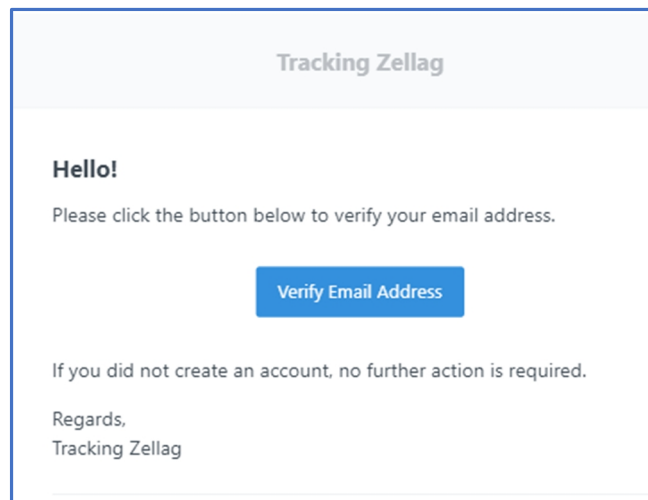 Tracking Zellag
Hello!
Please click the button below to verify your email address.
Verify Email Address
If you did not create an account, no further action is required.
Regards,
Tracking Zellag